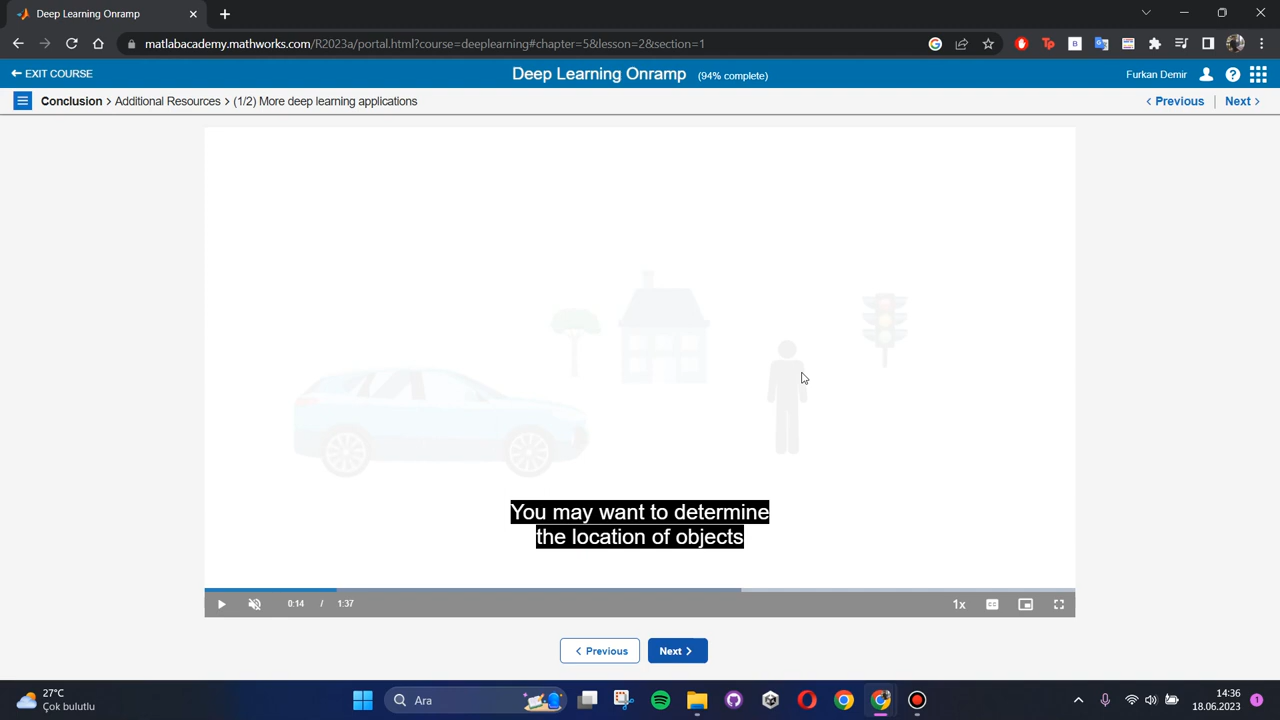 Deep Learning Onramp
matlabacademy.mathworks.com/R2023a/portal.html?course=deeplearning#chapter=5&lesson=2&section=1
EXIT COURSE
Deep Learning Onramp (94% complete)
Furkan Demir
Conclusion > Additional Resources > (1/2) More deep learning applications
Previous
Next
You may want to determine
the location of objects
0:14 / 1:37
1x
Previous
Next
27°C
Çok bulutlu
Ara
14:36
18.06.2023
1